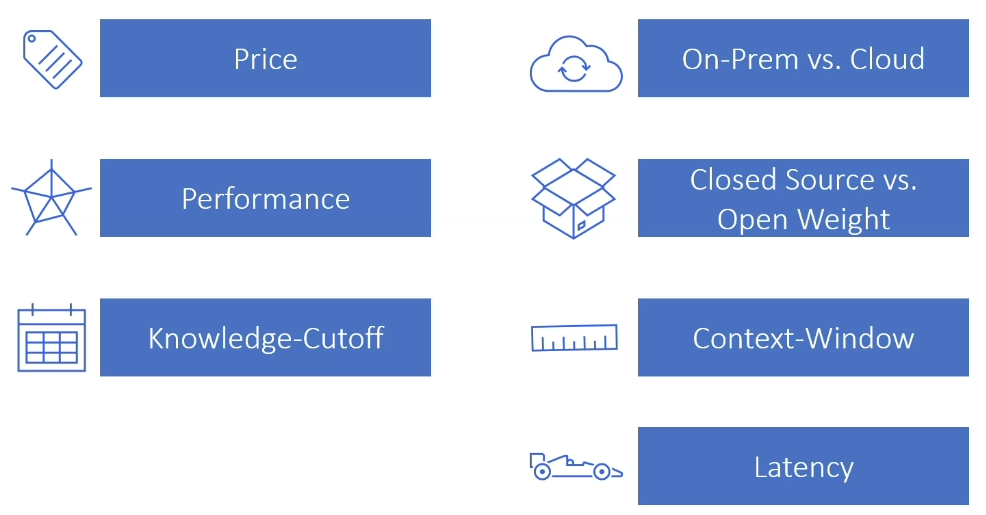 Price
On-Prem vs. Cloud
Performance
Closed Source vs.
Open Weight
Knowledge-Cutoff
Context-Window
Latency